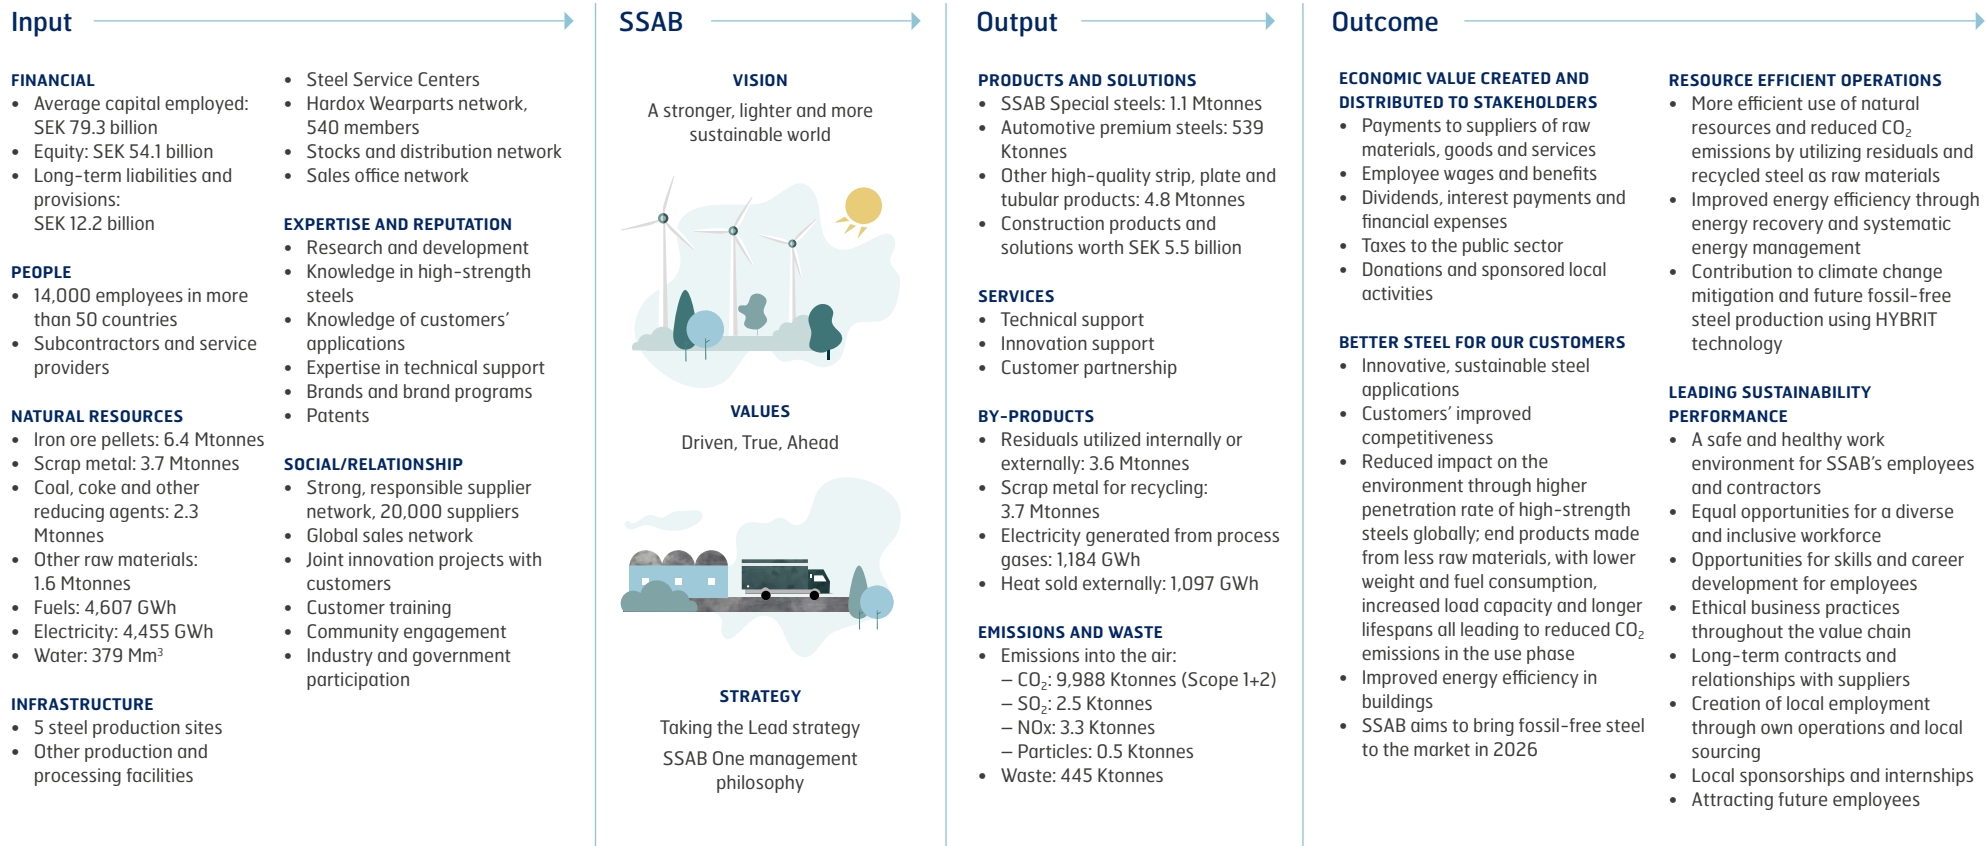 Input
FINANCIAL
• Average capital employed:
SEK 79.3 billion
• Equity: SEK 54.1 billion
• Long-term liabilities and
provisions:
SEK 12.2 billion
PEOPLE
• 14,000 employees in more
than 50 countries
• Subcontractors and service
providers
NATURAL RESOURCES
• Iron ore pellets: 6.4 Mtonnes
• Scrap metal: 3.7 Mtonnes
• Coal, coke and other
reducing agents: 2.3
Mtonnes
• Other raw materials:
1.6 Mtonnes
• Fuels: 4,607 GWh
• Electricity: 4,455 GWh
• Water: 379 Mm³
INFRASTRUCTURE
• 5 steel production sites
• Other production and
processing facilities
• Steel Service Centers
• Hardox Wearparts network,
540 members
• Stocks and distribution network
• Sales office network
EXPERTISE AND REPUTATION
• Research and development
• Knowledge in high-strength
steels
• Knowledge of customers’
applications
• Expertise in technical support
• Brands and brand programs
• Patents
SOCIAL/RELATIONSHIP
• Strong, responsible supplier
network, 20,000 suppliers
• Global sales network
• Joint innovation projects with
customers
• Customer training
• Community engagement
• Industry and government
participation
SSAB
VISION
A stronger, lighter and more
sustainable world
VALUES
Driven, True, Ahead
STRATEGY
Taking the Lead strategy
SSAB One management
philosophy
Output
PRODUCTS AND SOLUTIONS
• SSAB Special steels: 1.1 Mtonnes
• Automotive premium steels: 539
Ktonnes
• Other high-quality strip, plate and
tubular products: 4.8 Mtonnes
• Construction products and
solutions worth SEK 5.5 billion
SERVICES
• Technical support
• Innovation support
• Customer partnership
BY-PRODUCTS
• Residuals utilized internally or
externally: 3.6 Mtonnes
• Scrap metal for recycling:
3.7 Mtonnes
• Electricity generated from process
gases: 1,184 GWh
• Heat sold externally: 1,097 GWh
EMISSIONS AND WASTE
• Emissions into the air:
– CO₂: 9,988 Ktonnes (Scope 1+2)
– SO₂: 2.5 Ktonnes
– NOx: 3.3 Ktonnes
– Particles: 0.5 Ktonnes
• Waste: 445 Ktonnes
Outcome
ECONOMIC VALUE CREATED AND
DISTRIBUTED TO STAKEHOLDERS
• Payments to suppliers of raw
materials, goods and services
• Employee wages and benefits
• Dividends, interest payments and
financial expenses
• Taxes to the public sector
• Donations and sponsored local
activities
BETTER STEEL FOR OUR CUSTOMERS
• Innovative, sustainable steel
applications
• Customers’ improved
competitiveness
• Reduced impact on the
environment through higher
penetration rate of high-strength
steels globally; end products made
from less raw materials, with lower
weight and fuel consumption,
increased load capacity and longer
lifespans all leading to reduced CO₂
emissions in the use phase
• Improved energy efficiency in
buildings
• SSAB aims to bring fossil-free steel
to the market in 2026
RESOURCE EFFICIENT OPERATIONS
• More efficient use of natural
resources and reduced CO₂
emissions by utilizing residuals and
recycled steel as raw materials
• Improved energy efficiency through
energy recovery and systematic
energy management
• Contribution to climate change
mitigation and future fossil-free
steel production using HYBRIT
technology
LEADING SUSTAINABILITY
PERFORMANCE
• A safe and healthy work
environment for SSAB’s employees
and contractors
• Equal opportunities for a diverse
and inclusive workforce
• Opportunities for skills and career
development for employees
• Ethical business practices
throughout the value chain
• Long-term contracts and
relationships with suppliers
• Creation of local employment
through own operations and local
sourcing
• Local sponsorships and internships
• Attracting future employees